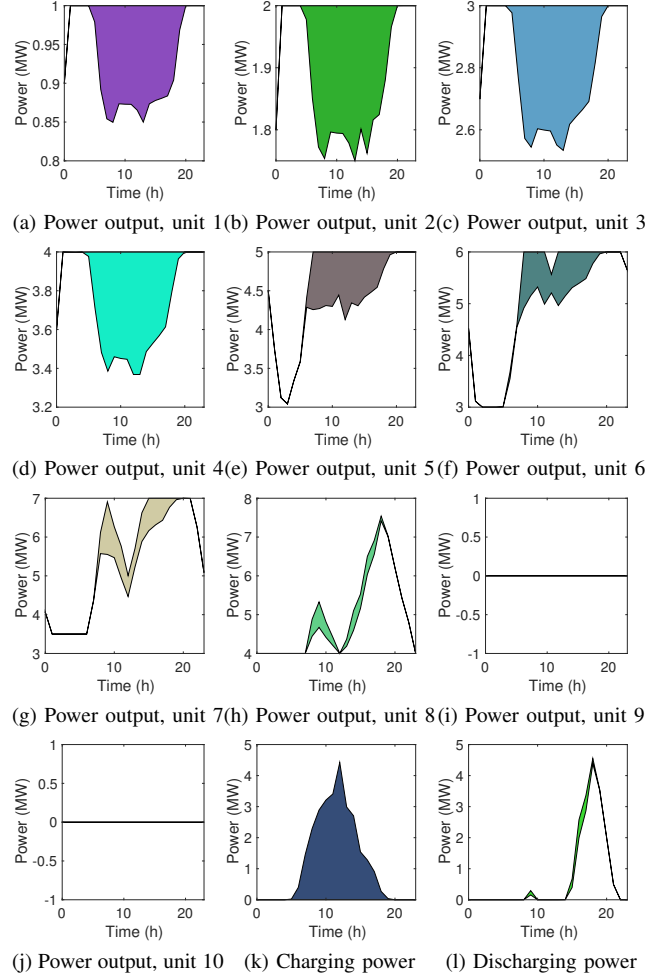 1
0.95
0.9
0.85
0.8
Power (MW)
0 10 20
Time (h)
2
1.9
1.8
Power (MW)
0 10 20
Time (h)
3
2.8
2.6
Power (MW)
0 10 20
Time (h)
(a) Power output, unit 1(b) Power output, unit 2(c) Power output, unit 3
4
3.8
3.6
3.4
3.2
Power (MW)
0 10 20
Time (h)
5
4.5
4
3.5
3
Power (MW)
0 10 20
Time (h)
6
5
4
3
Power (MW)
0 10 20
Time (h)
(d) Power output, unit 4(e) Power output, unit 5(f) Power output, unit 6
7
6
5
4
3
Power (MW)
0 10 20
Time (h)
8
7
6
5
4
Power (MW)
0 10 20
Time (h)
1
0.5
0
-0.5
-1
Power (MW)
0 10 20
Time (h)
(g) Power output, unit 7(h) Power output, unit 8(i) Power output, unit 9
1
0.5
0
-0.5
-1
Power (MW)
0 10 20
Time (h)
5
4
3
2
1
0
Power (MW)
0 10 20
Time (h)
5
4
3
2
1
0
Power (MW)
0 10 20
Time (h)
(j) Power output, unit 10 (k) Charging power (l) Discharging power